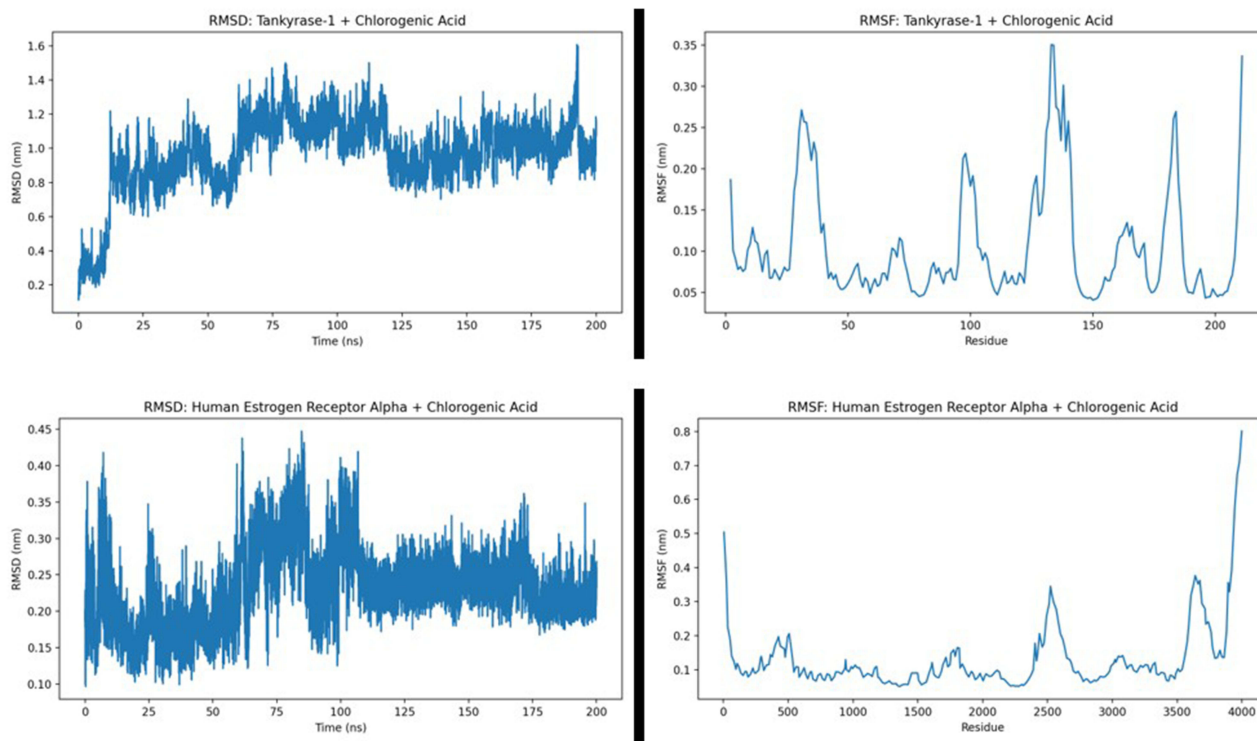 RMSD: Tankyrase-1 + Chlorogenic Acid
1.6
1.4
1.2
1.0
0.8
0.6
0.4
0.2
RMSD (nm)
0 25 50 75 100 125 150 175 200
Time (ns)
RMSF: Tankyrase-1 + Chlorogenic Acid
0.35
0.30
0.25
0.20
0.15
0.10
0.05
RMSF (nm)
0 50 100 150 200
Residue
RMSD: Human Estrogen Receptor Alpha + Chlorogenic Acid
0.45
0.40
0.35
0.30
0.25
0.20
0.15
0.10
RMSD (nm)
0 25 50 75 100 125 150 175 200
Time (ns)
RMSF: Human Estrogen Receptor Alpha + Chlorogenic Acid
0.8
0.7
0.6
0.5
0.4
0.3
0.2
0.1
RMSF (nm)
0 500 1000 1500 2000 2500 3000 3500 4000
Residue